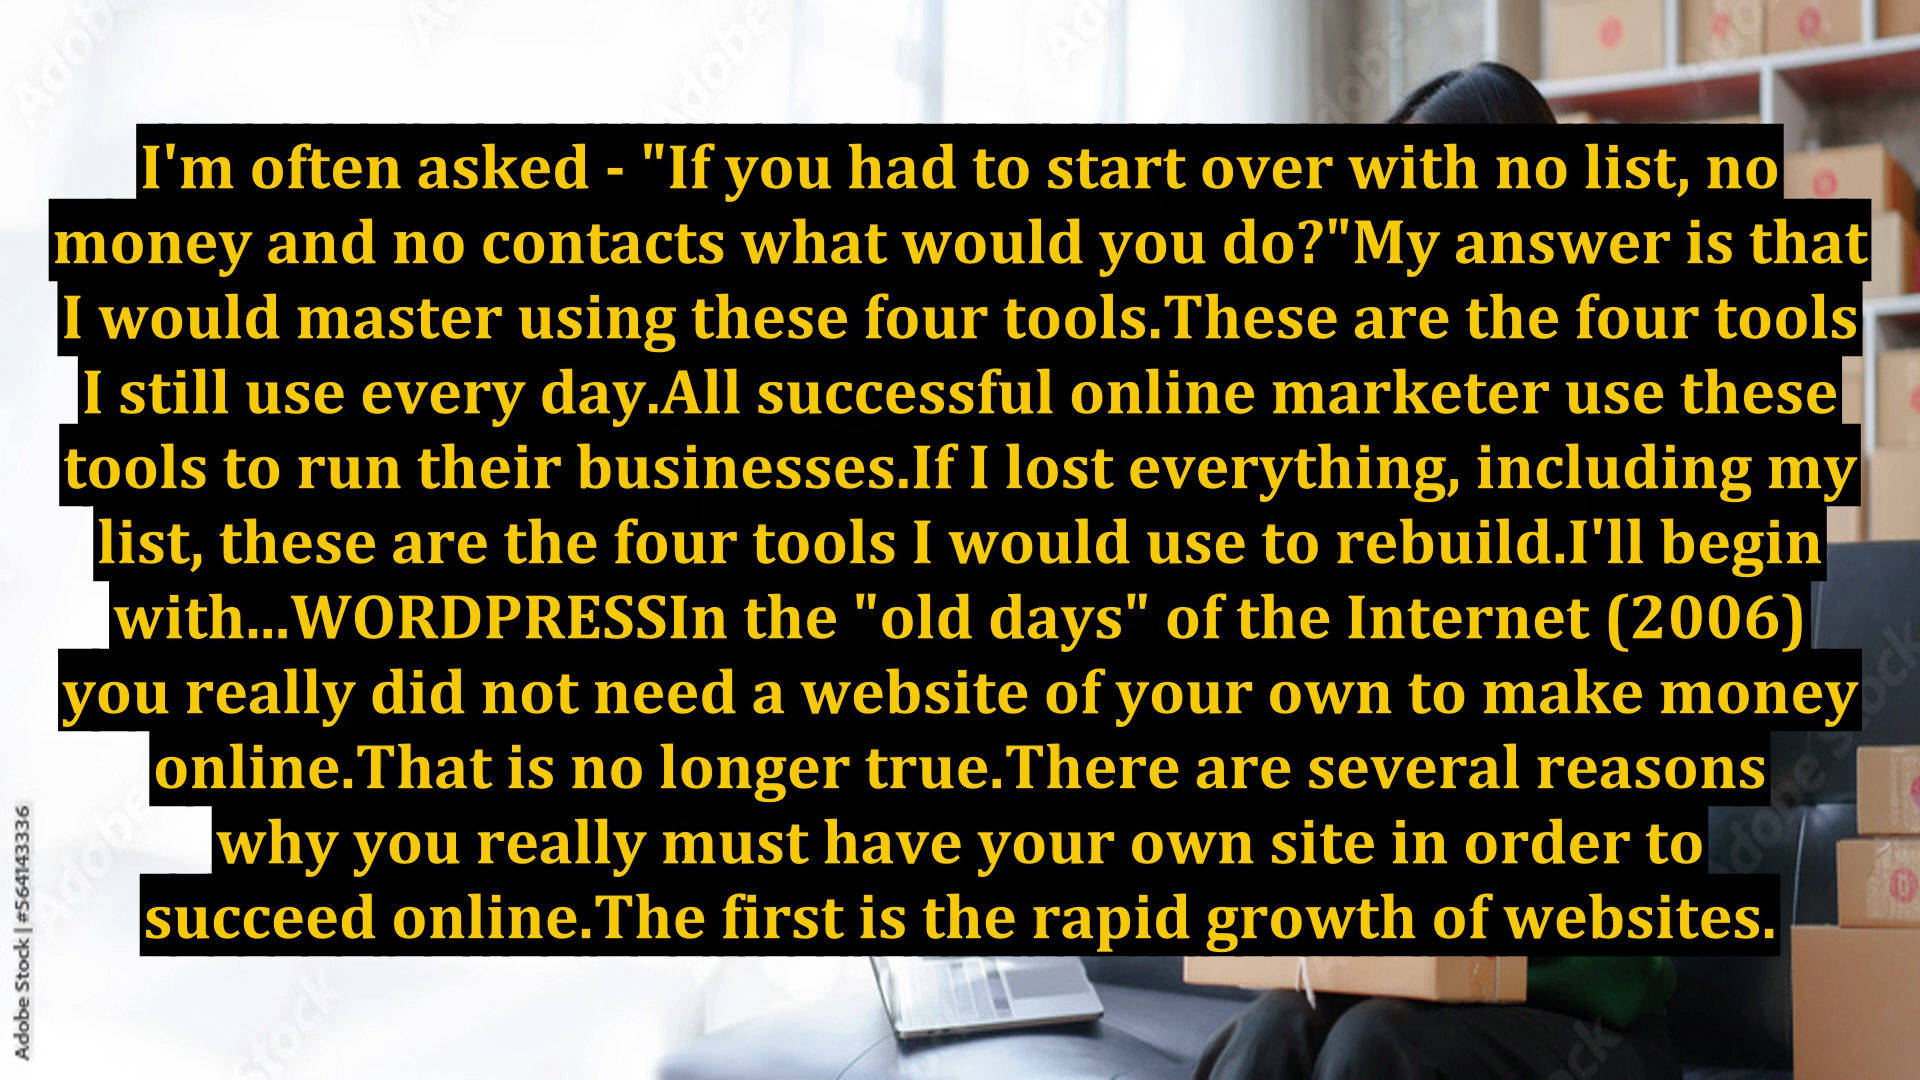 I'm often asked - "If you had to start over with no list, no
money and no contacts what would you do?"My answer is that
I would master using these four tools.These are the four tools
I still use every day.All successful online marketer use these
tools to run their businesses.If I lost everything, including my
list, these are the four tools I would use to rebuild.I'll begin
with...WORDPRESSIn the "old days" of the Internet (2006)
you really did not need a website of your own to make money
online.That is no longer true.There are several reasons
why you really must have your own site in order to
succeed online.The first is the rapid growth of websites.
Adobe Stock | #564143336